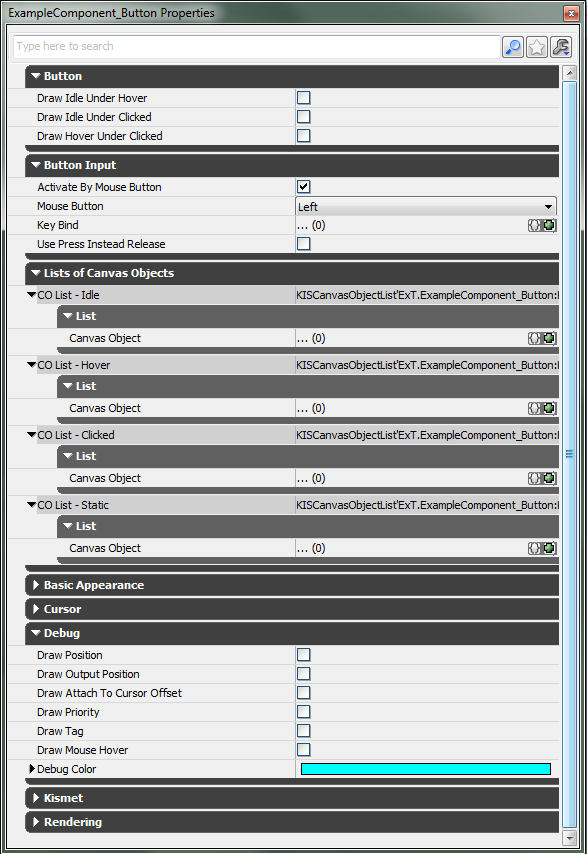 ExampleComponent_Button Properties
Type here to search
Button
Draw Idle Under Hover
Draw Idle Under Clicked
Draw Hover Under Clicked
Button Input
Activate By Mouse Button
Mouse Button Left
Key Bind ... (0)
Use Press Instead Release
Lists of Canvas Objects
CO List - Idle KISCanvasObjectList'ExT.ExampleComponent_Button:
List
Canvas Object ... (0)
CO List - Hover KISCanvasObjectList'ExT.ExampleComponent_Button:
List
Canvas Object ... (0)
CO List - Clicked KISCanvasObjectList'ExT.ExampleComponent_Button:
List
Canvas Object ... (0)
CO List - Static KISCanvasObjectList'ExT.ExampleComponent_Button:
List
Canvas Object ... (0)
Basic Appearance
Cursor
Debug
Draw Position
Draw Output Position
Draw Attach To Cursor Offset
Draw Priority
Draw Tag
Draw Mouse Hover
Debug Color
Kismet
Rendering